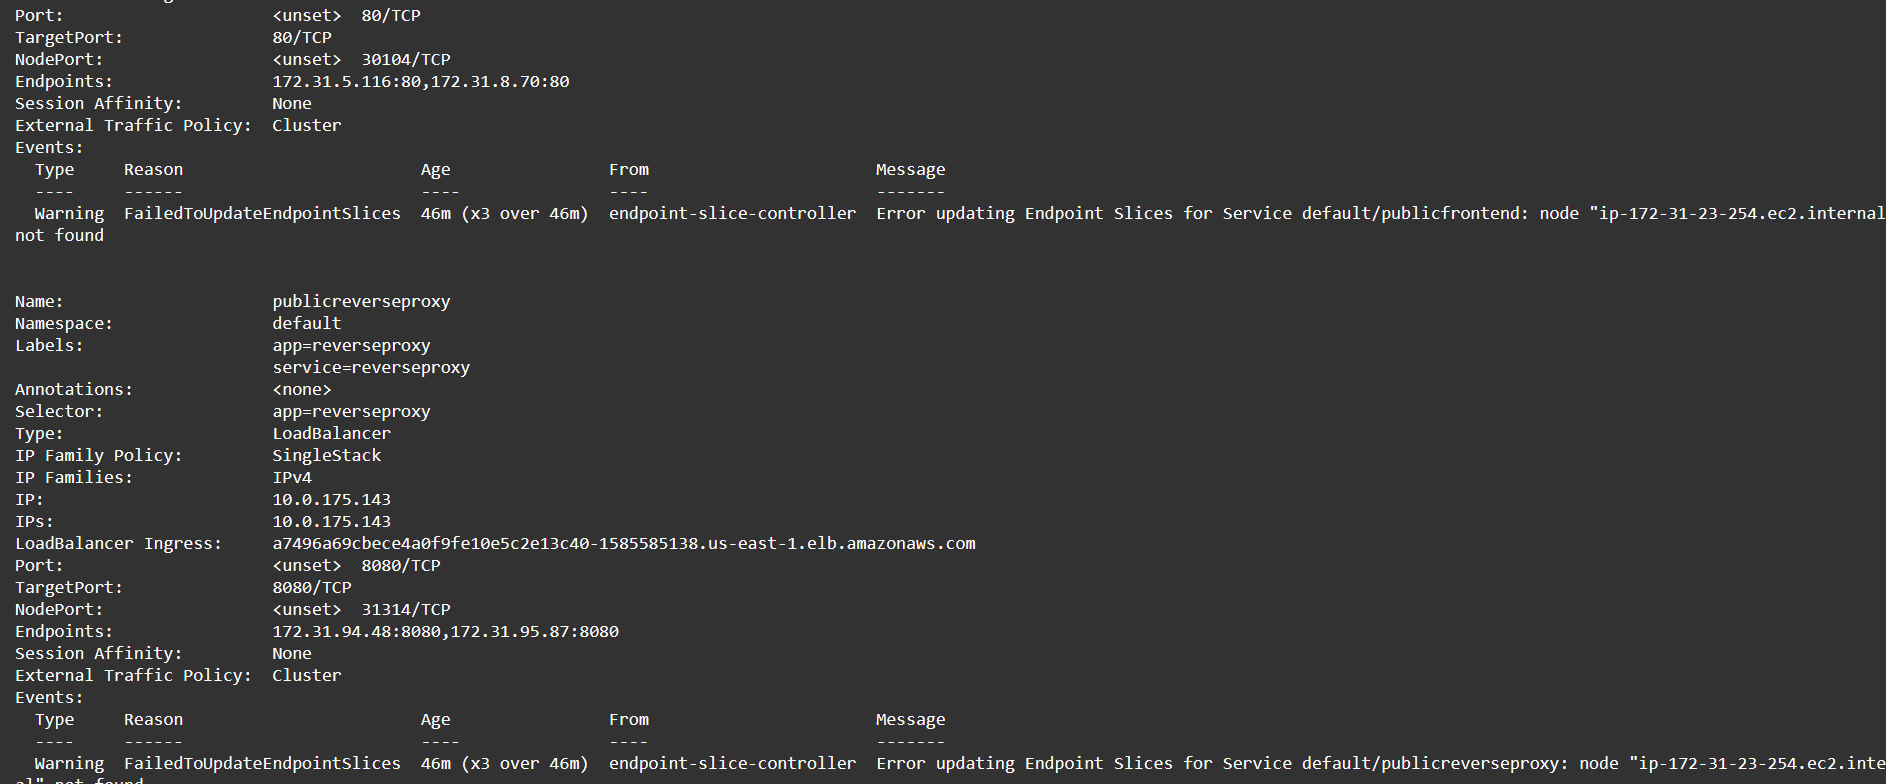 Port:                     <unset>  80/TCP
TargetPort:               80/TCP
NodePort:                 <unset>  30104/TCP
Endpoints:                172.31.5.116:80,172.31.8.70:80
Session Affinity:         None
External Traffic Policy:  Cluster
Events:
  Type     Reason                        Age                From                       Message
  ----     ------                        ----               ----                       -------
  Warning  FailedToUpdateEndpointSlices  46m (x3 over 46m)  endpoint-slice-controller  Error updating Endpoint Slices for Service default/publicfrontend: node "ip-172-31-23-254.ec2.internal
not found
Name:                     publicreverseproxy
Namespace:                default
Labels:                   app=reverseproxy
                          service=reverseproxy
Annotations:              <none>
Selector:                 app=reverseproxy
Type:                     LoadBalancer
IP Family Policy:         SingleStack
IP Families:              IPv4
IP:                       10.0.175.143
IPs:                      10.0.175.143
LoadBalancer Ingress:     a7496a69cbece4a0f9fe10e5c2e13c40-1585585138.us-east-1.elb.amazonaws.com
Port:                     <unset>  8080/TCP
TargetPort:               8080/TCP
NodePort:                 <unset>  31314/TCP
Endpoints:                172.31.94.48:8080,172.31.95.87:8080
Session Affinity:         None
External Traffic Policy:  Cluster
Events:
  Type     Reason                        Age                From                       Message
  ----     ------                        ----               ----                       -------
  Warning  FailedToUpdateEndpointSlices  46m (x3 over 46m)  endpoint-slice-controller  Error updating Endpoint Slices for Service default/publicreverseproxy: node "ip-172-31-23-254.ec2.inte
al" not found